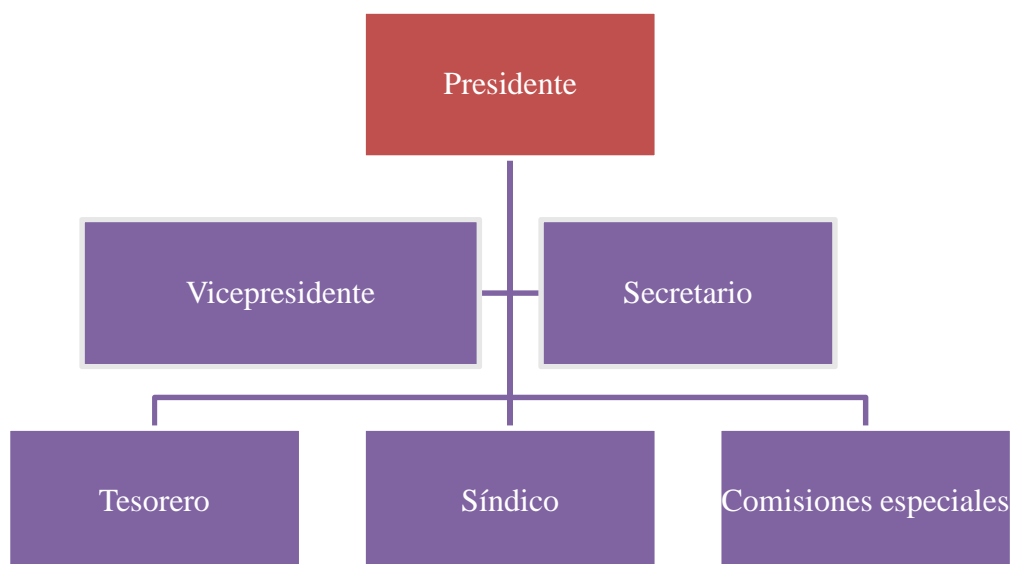 Presidente
Vicepresidente
Secretario
Tesorero
Síndico
Comisiones especiales